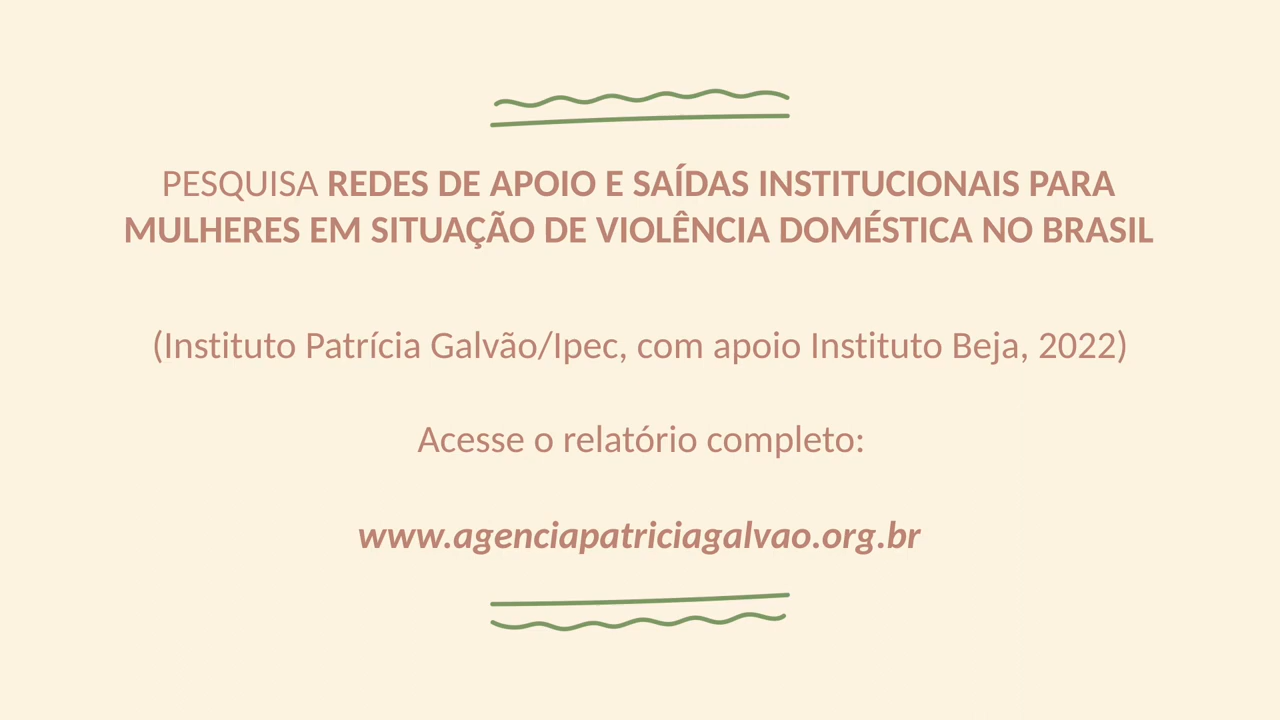 PESQUISA REDES DE APOIO E SAÍDAS INSTITUCIONAIS PARA
MULHERES EM SITUAÇÃO DE VIOLÊNCIA DOMÉSTICA NO BRASIL
(Instituto Patrícia Galvão/Ipec, com apoio Instituto Beja, 2022)
Acesse o relatório completo:
www.agenciapatriciagalvao.org.br